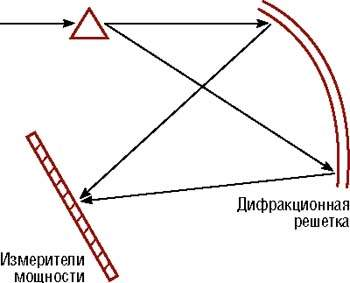 Дифракционная
решетка
Измерители
мощности